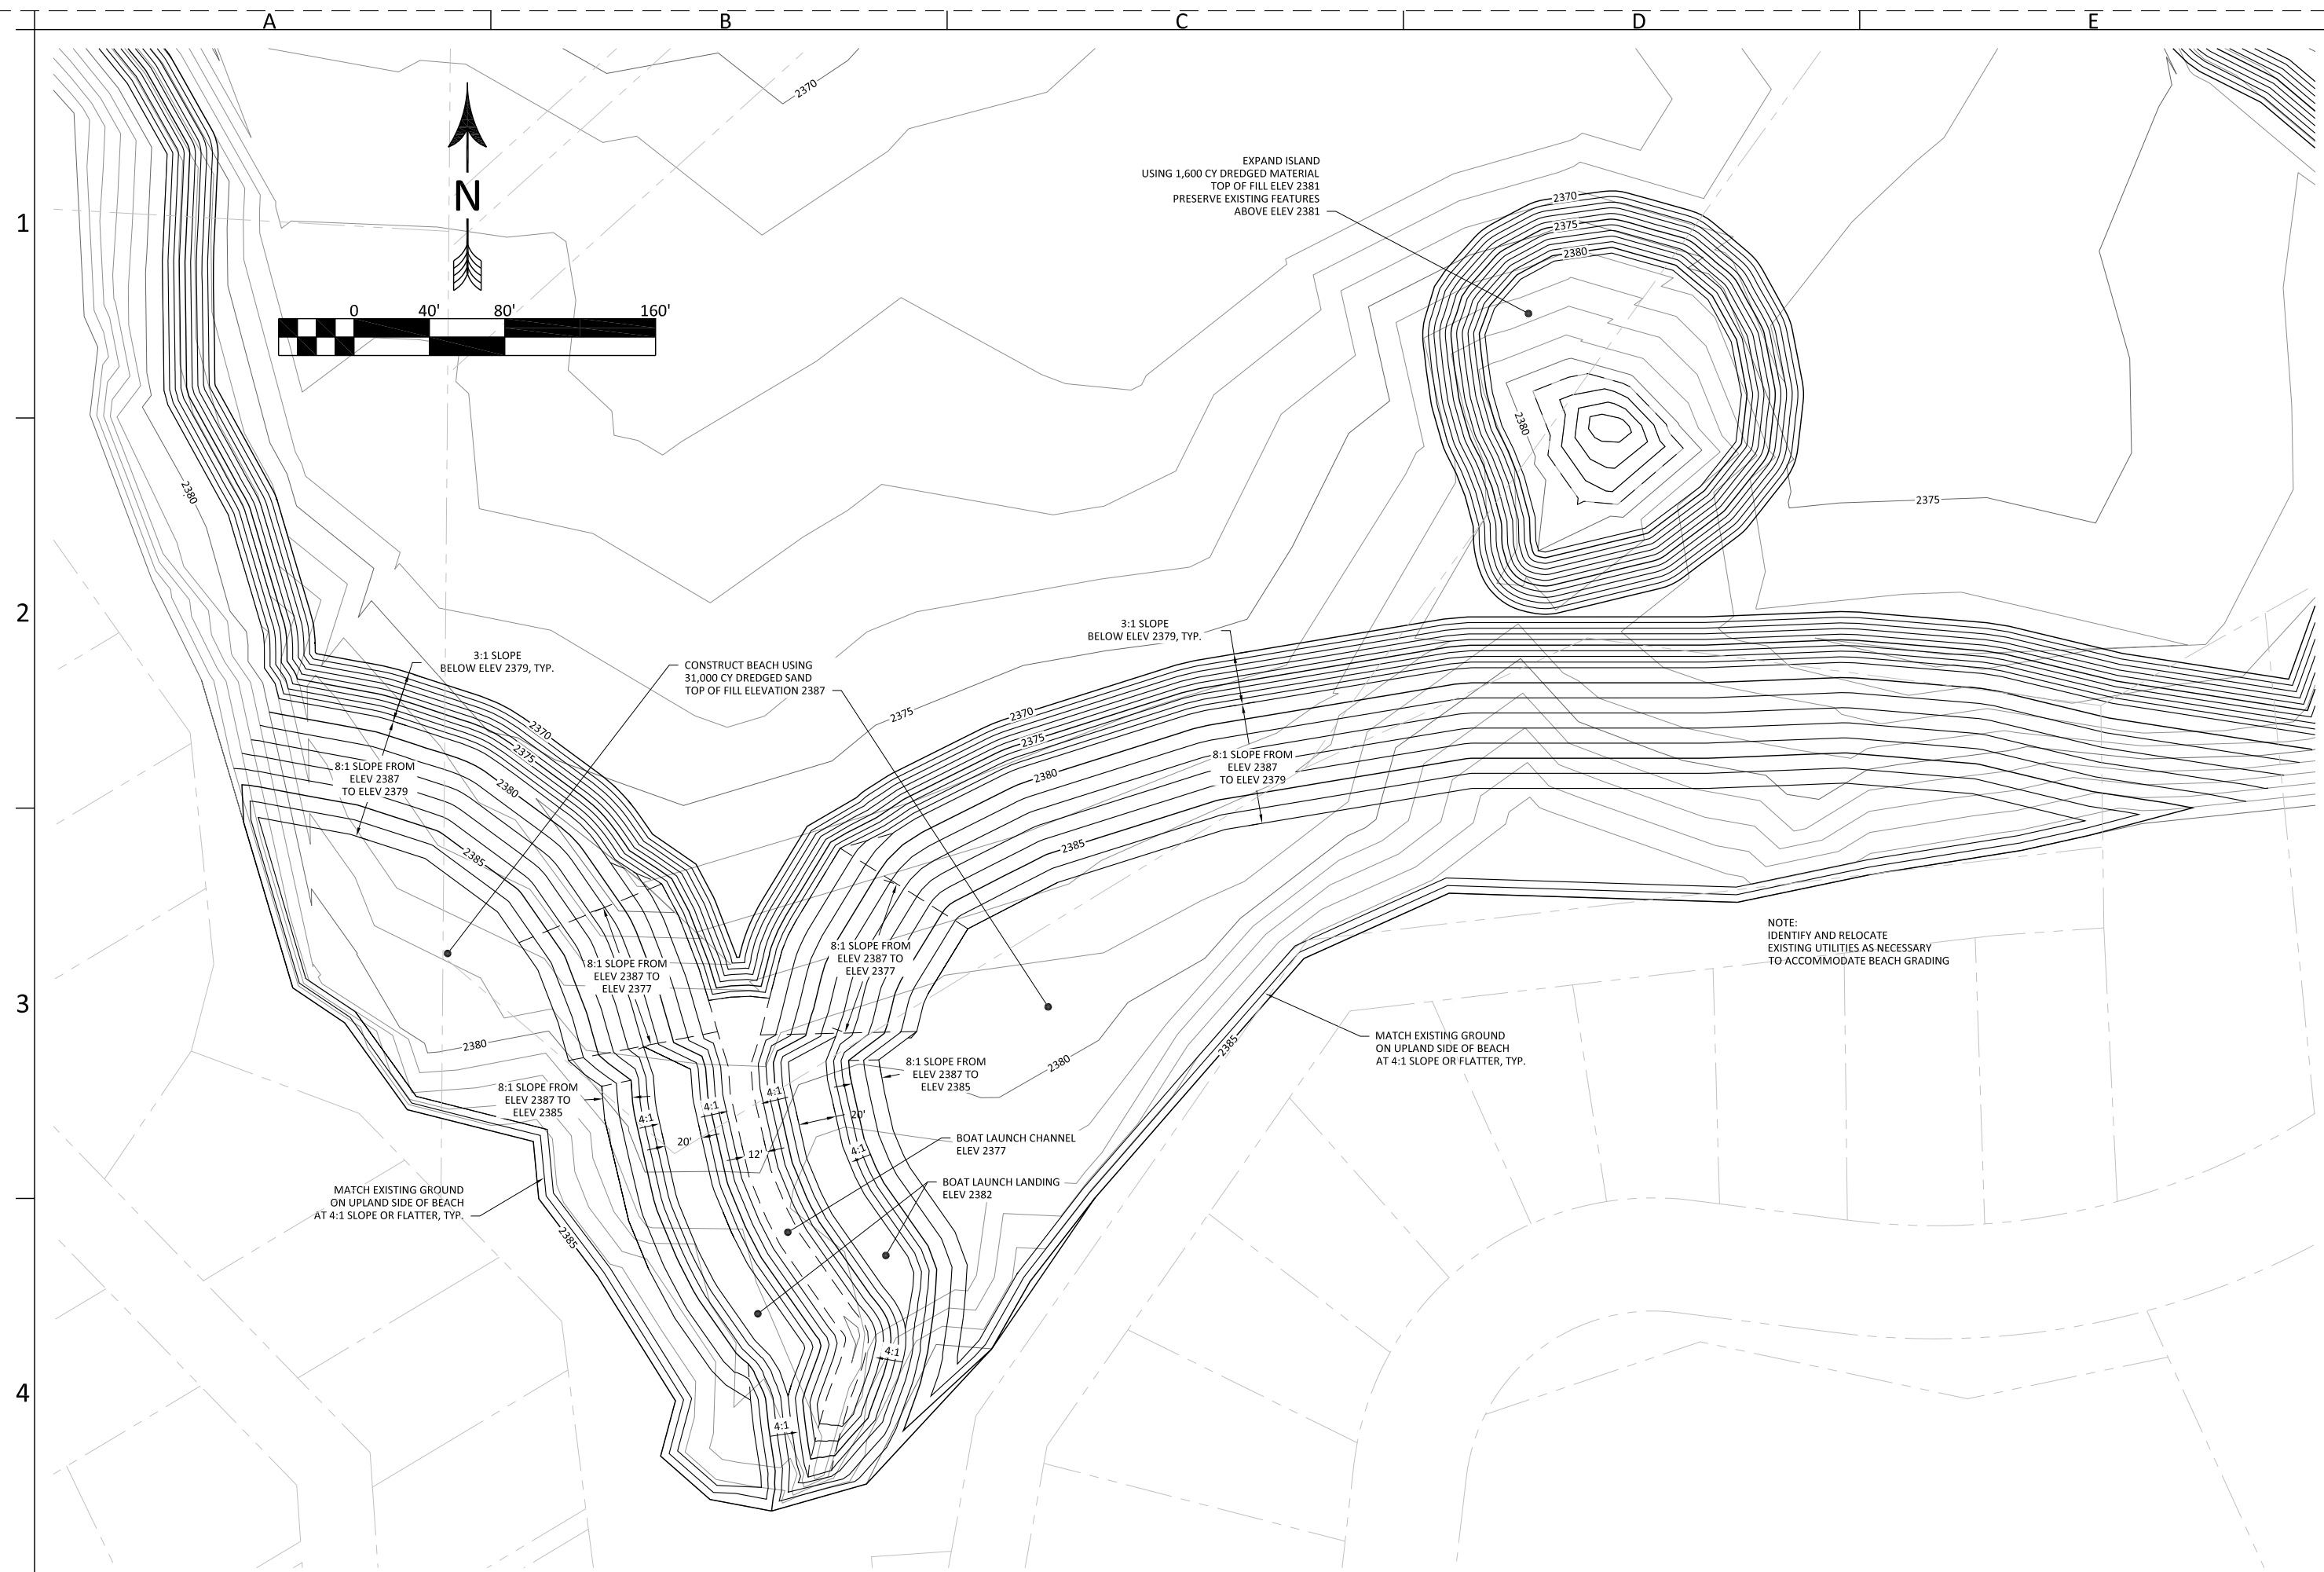 A
B
C
D
E
2370
N
0
40'
80'
160'
1
EXPAND ISLAND
USING 1,600 CY DREDGED MATERIAL
TOP OF FILL ELEV 2381
PRESERVE EXISTING FEATURES
ABOVE ELEV 2381
2370
2375
2380
2380
2380
2375
2
3:1 SLOPE
BELOW ELEV 2379, TYP.
3:1 SLOPE
BELOW ELEV 2379, TYP.
CONSTRUCT BEACH USING
31,000 CY DREDGED SAND
TOP OF FILL ELEVATION 2387
2370
2375
2380
2385
2375
2370
2375
2380
2385
8:1 SLOPE FROM
ELEV 2387
TO ELEV 2379
8:1 SLOPE FROM
ELEV 2387
TO ELEV 2379
NOTE:
IDENTIFY AND RELOCATE
EXISTING UTILITIES AS NECESSARY
TO ACCOMMODATE BEACH GRADING
8:1 SLOPE FROM
ELEV 2387 TO
ELEV 2377
8:1 SLOPE FROM
ELEV 2387 TO
ELEV 2377
3
2380
2380
2385
MATCH EXISTING GROUND
ON UPLAND SIDE OF BEACH
AT 4:1 SLOPE OR FLATTER, TYP.
8:1 SLOPE FROM
ELEV 2387 TO
ELEV 2385
8:1 SLOPE FROM
ELEV 2387 TO
ELEV 2385
4:1
4:1
4:1
20'
20'
12'
4:1
BOAT LAUNCH CHANNEL
ELEV 2377
BOAT LAUNCH LANDING
ELEV 2382
MATCH EXISTING GROUND
ON UPLAND SIDE OF BEACH
AT 4:1 SLOPE OR FLATTER, TYP.
2385
4:1
4
4:1